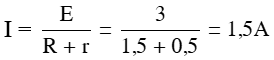 I = E / (R + r) = 3 / (1,5 + 0,5) = 1,5A